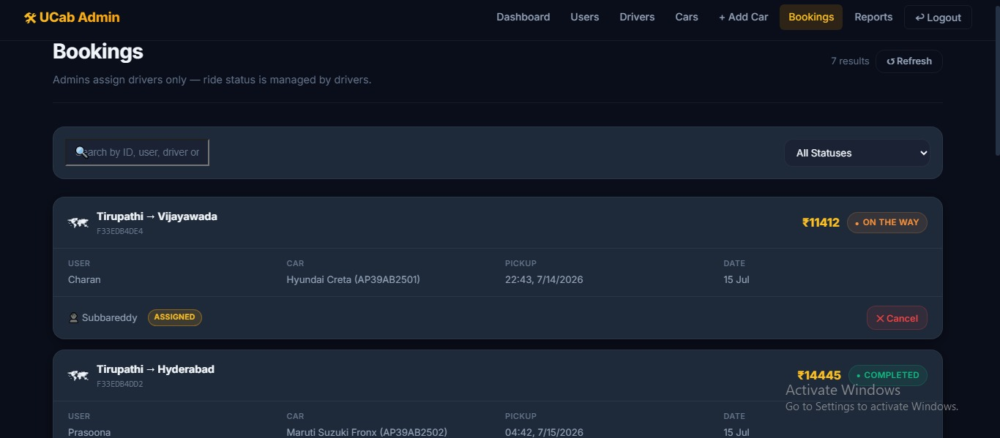 🛠 UCab Admin
Dashboard Users Drivers Cars + Add Car Bookings Reports ↩ Logout
Bookings
7 results ↺ Refresh
Admins assign drivers only — ride status is managed by drivers.
earch by ID, user, driver or
All Statuses
Tirupathi → Vijayawada
F33EDB4DE4
₹11412 • ON THE WAY
USER CAR PICKUP DATE
Charan Hyundai Creta (AP39AB2501) 22:43, 7/14/2026 15 Jul
Subbareddy ASSIGNED ✕ Cancel
Tirupathi → Hyderabad
F33EDB4DD2
₹14445 • COMPLETED
Activate Windows
Go to Settings to activate Windows.
USER CAR PICKUP DATE
Prasoona Maruti Suzuki Fronx (AP39AB2502) 04:42, 7/15/2026 15 Jul